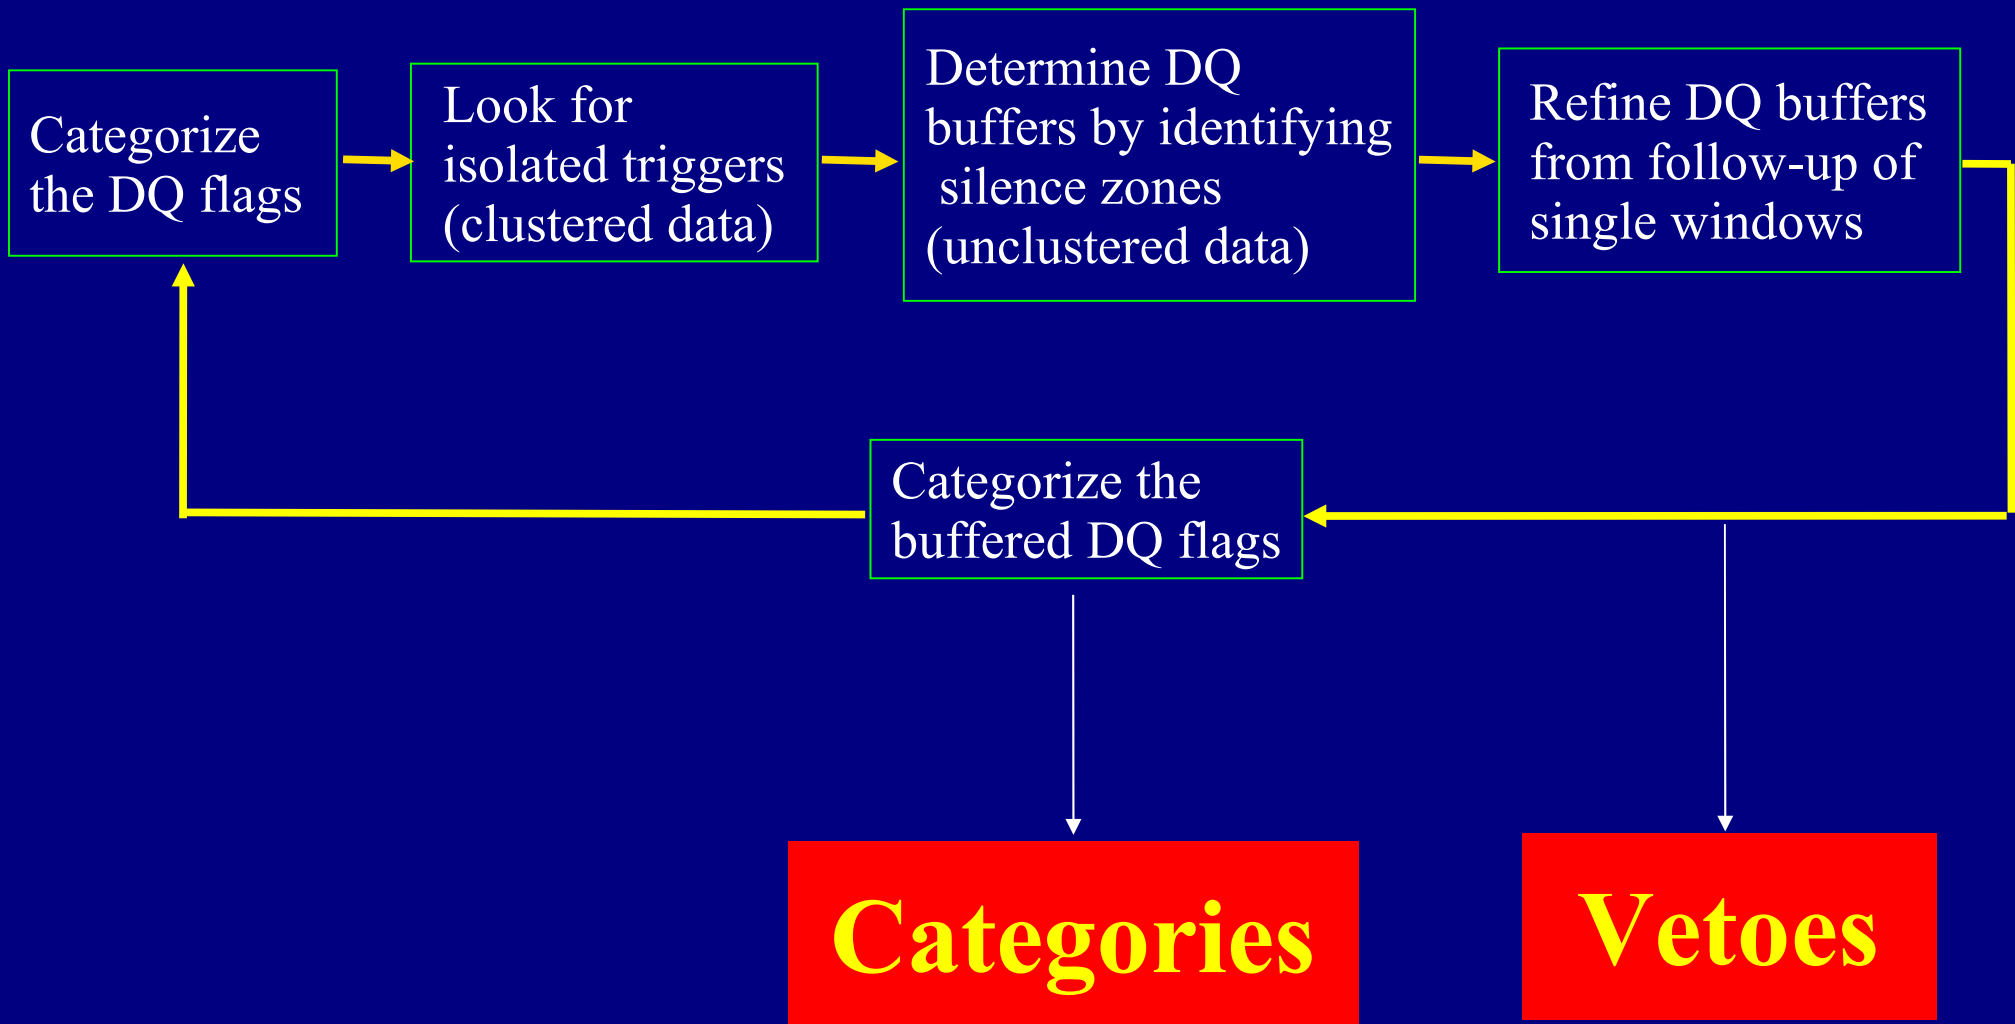 Categorize
the DQ flags
Look for
isolated triggers
(clustered data)
Determine DQ
buffers by identifying
silence zones
(unclustered data)
Refine DQ buffers
from follow-up of
single windows
Categorize the
buffered DQ flags
Categories
Vetoes